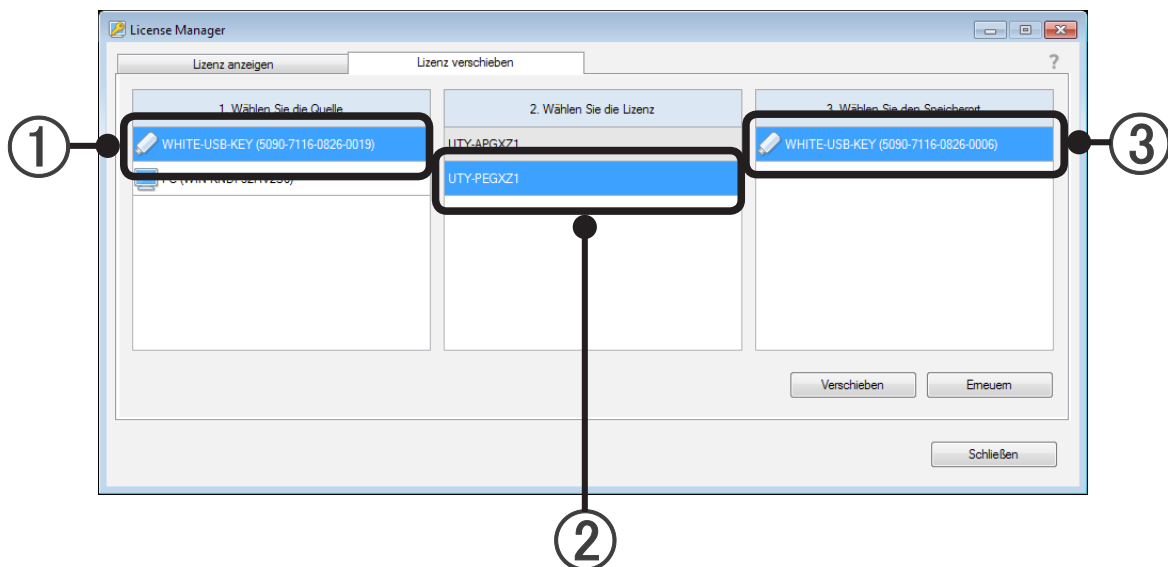 License Manager
Lizenz anzeigen
Lizenz verschieben
?
1. Wählen Sie die Quelle
2. Wählen Sie die Lizenz
3. Wählen Sie den Speicherort
①
WHITE-USB-KEY (5090-7116-0826-0019)
UTY-APGXZ1
WHITE-USB-KEY (5090-7116-0826-0006)
③
UTY-PEGXZ1
Verschieben
Erneuern
Schließen
②